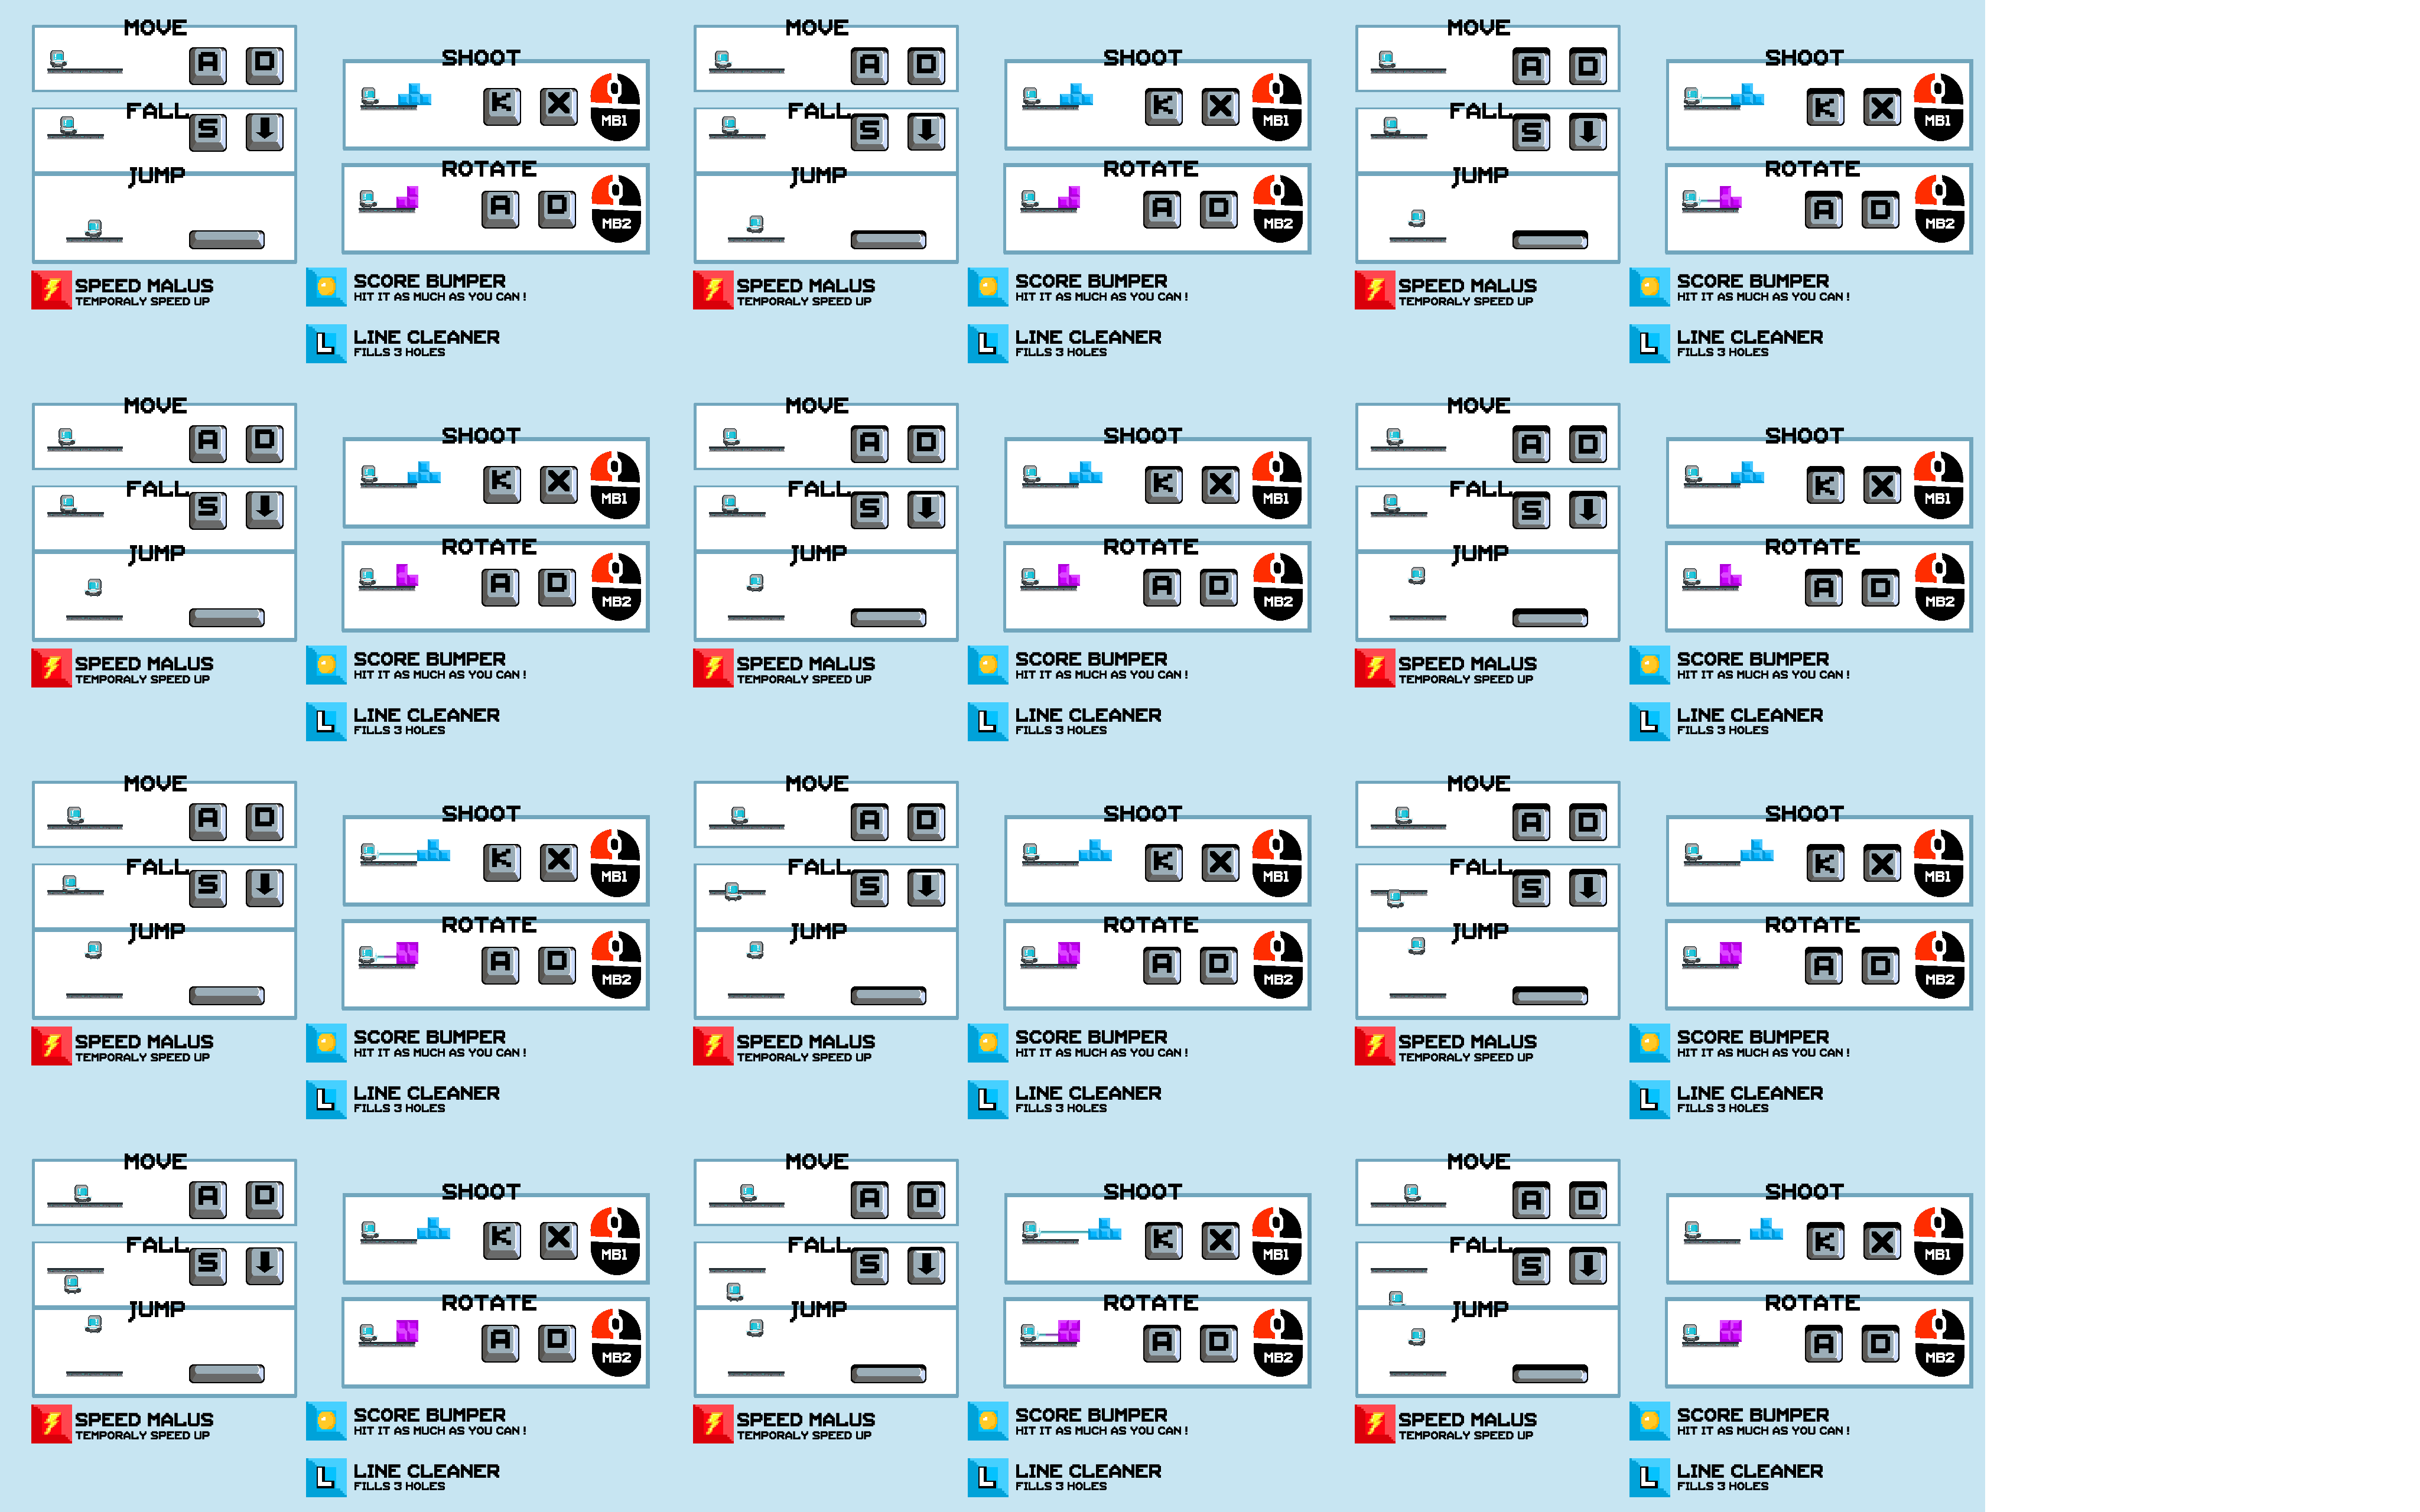 MOVE
A D
FALL
S
JUMP
SHOOT
K X MB1
ROTATE
A D MB2
SPEED MALUS
TEMPORALY SPEED UP
SCORE BUMPER
HIT IT AS MUCH AS YOU CAN !
L LINE CLEANER
FILLS 3 HOLES
MOVE
A D
FALL
S
JUMP
SHOOT
K X MB1
ROTATE
A D MB2
SPEED MALUS
TEMPORALY SPEED UP
SCORE BUMPER
HIT IT AS MUCH AS YOU CAN !
L LINE CLEANER
FILLS 3 HOLES
MOVE
A D
FALL
S
JUMP
SHOOT
K X MB1
ROTATE
A D MB2
SPEED MALUS
TEMPORALY SPEED UP
SCORE BUMPER
HIT IT AS MUCH AS YOU CAN !
L LINE CLEANER
FILLS 3 HOLES
MOVE
A D
FALL
S
JUMP
SHOOT
K X MB1
ROTATE
A D MB2
SPEED MALUS
TEMPORALY SPEED UP
SCORE BUMPER
HIT IT AS MUCH AS YOU CAN !
L LINE CLEANER
FILLS 3 HOLES
MOVE
A D
FALL
S
JUMP
SHOOT
K X MB1
ROTATE
A D MB2
SPEED MALUS
TEMPORALY SPEED UP
SCORE BUMPER
HIT IT AS MUCH AS YOU CAN !
L LINE CLEANER
FILLS 3 HOLES
MOVE
A D
FALL
S
JUMP
SHOOT
K X MB1
ROTATE
A D MB2
SPEED MALUS
TEMPORALY SPEED UP
SCORE BUMPER
HIT IT AS MUCH AS YOU CAN !
L LINE CLEANER
FILLS 3 HOLES
MOVE
A D
FALL
S
JUMP
SHOOT
K X MB1
ROTATE
A D MB2
SPEED MALUS
TEMPORALY SPEED UP
SCORE BUMPER
HIT IT AS MUCH AS YOU CAN !
L LINE CLEANER
FILLS 3 HOLES
MOVE
A D
FALL
S
JUMP
SHOOT
K X MB1
ROTATE
A D MB2
SPEED MALUS
TEMPORALY SPEED UP
SCORE BUMPER
HIT IT AS MUCH AS YOU CAN !
L LINE CLEANER
FILLS 3 HOLES
MOVE
A D
FALL
S
JUMP
SHOOT
K X MB1
ROTATE
A D MB2
SPEED MALUS
TEMPORALY SPEED UP
SCORE BUMPER
HIT IT AS MUCH AS YOU CAN !
L LINE CLEANER
FILLS 3 HOLES
MOVE
A D
FALL
S
JUMP
SHOOT
K X MB1
ROTATE
A D MB2
SPEED MALUS
TEMPORALY SPEED UP
SCORE BUMPER
HIT IT AS MUCH AS YOU CAN !
L LINE CLEANER
FILLS 3 HOLES
MOVE
A D
FALL
S
JUMP
SHOOT
K X MB1
ROTATE
A D MB2
SPEED MALUS
TEMPORALY SPEED UP
SCORE BUMPER
HIT IT AS MUCH AS YOU CAN !
L LINE CLEANER
FILLS 3 HOLES
MOVE
A D
FALL
S
JUMP
SHOOT
K X MB1
ROTATE
A D MB2
SPEED MALUS
TEMPORALY SPEED UP
SCORE BUMPER
HIT IT AS MUCH AS YOU CAN !
L LINE CLEANER
FILLS 3 HOLES